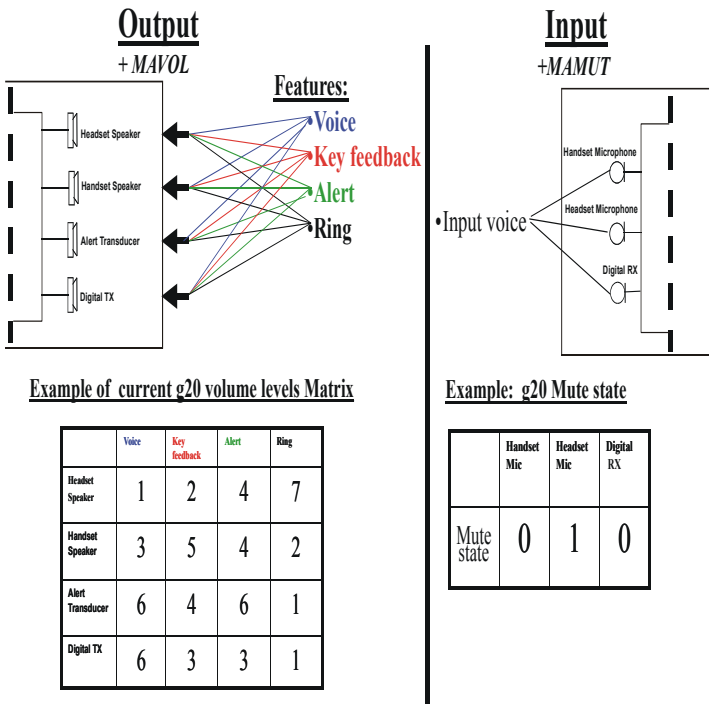 Output
+ MAVOL
Features:
Headset Speaker
Handset Speaker
Alert Transducer
Digital TX
•Voice
•Key feedback
•Alert
•Ring
Example of current g20 volume levels Matrix
Voice Key feedback Alert Ring
Headset Speaker 1 2 4 7
Handset Speaker 3 5 4 2
Alert Transducer 6 4 6 1
Digital TX 6 3 3 1
Input
+MAMUT
Handset Microphone
Headset Microphone
Digital RX
•Input voice
Example: g20 Mute state
Handset Mic Headset Mic Digital RX
Mute state 0 1 0